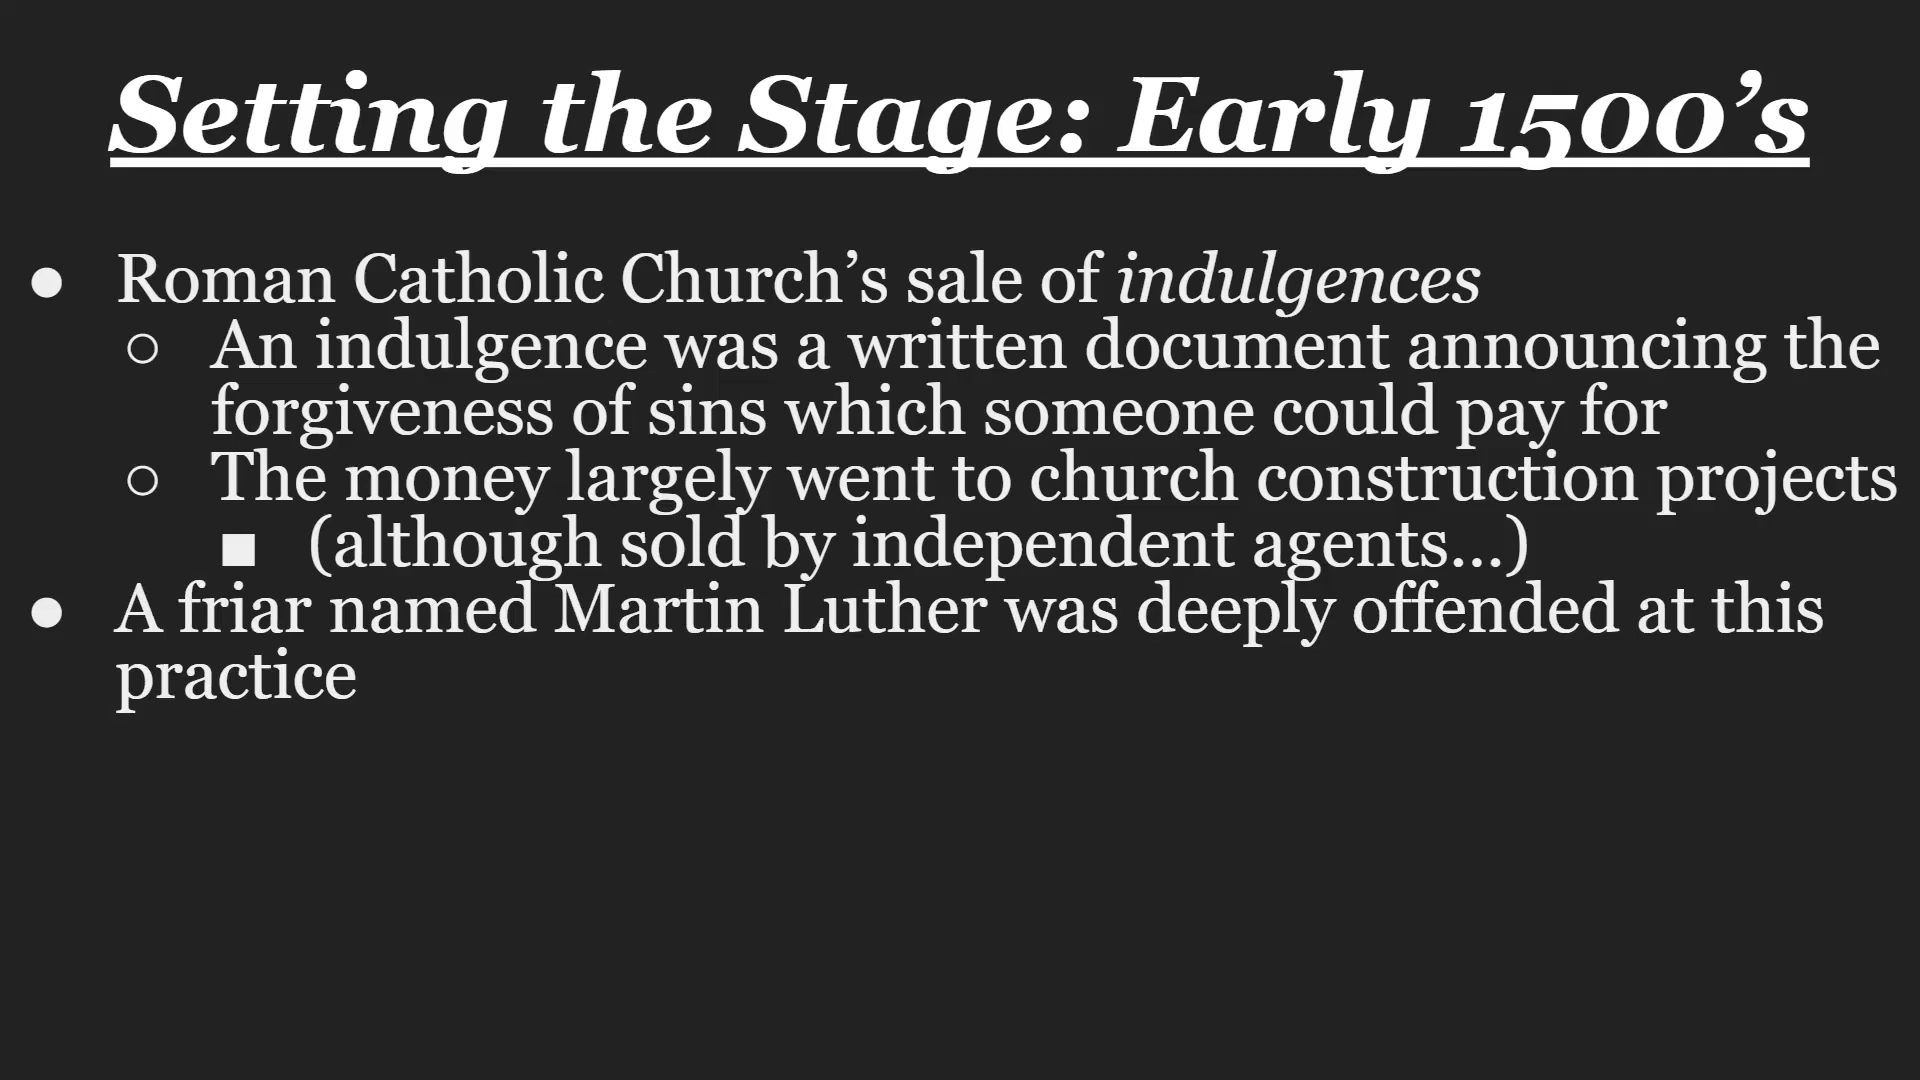 Setting the Stage: Early 1500’s
● Roman Catholic Church’s sale of indulgences
○ An indulgence was a written document announcing the
forgiveness of sins which someone could pay for
○ The money largely went to church construction projects
■ (although sold by independent agents...)
● A friar named Martin Luther was deeply offended at this
practice